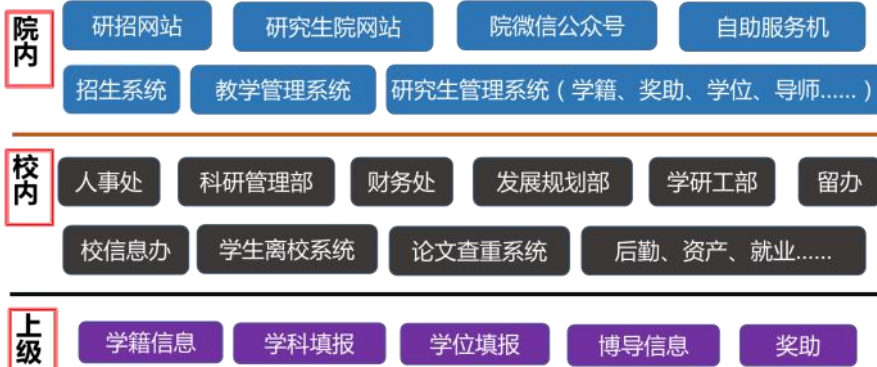 院内
研招网站 研究生院网站 院微信公众号 自助服务机
招生系统 教学管理系统 研究生管理系统（学籍、奖助、学位、导师......）
校内
人事处 科研管理部 财务处 发展规划部 学研工部 留办
校信息办 学生离校系统 论文查重系统 后勤、资产、就业......
上级
学籍信息 学科填报 学位填报 博导信息 奖助